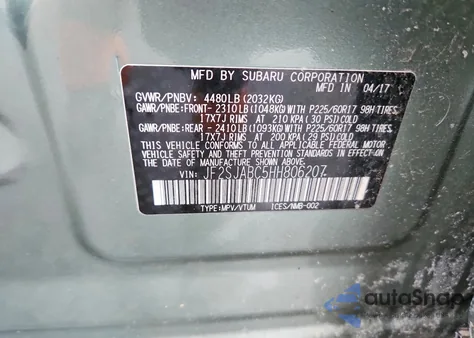 MFD BY SUBARU CORPORATION
MFD IN 04/17
GVWR/PNBV: 4480LB (2032KG)
GAWR/PNBE:FRONT- 2310LB (1048KG) WITH P225/60R17 98H TIRES
17X7J RIMS AT 210 KPA (30 PSI) COLD
GAWR/PNBE:REAR - 2410LB (1093KG) WITH P225/60R17 98H TIRES
17X7J RIMS AT 200 KPA (29 PSI) COLD
THIS VEHICLE CONFORMS TO ALL APPLICABLE U.S. FEDERAL
MOTOR VEHICLE SAFETY STANDARDS IN EFFECT ON THE
DATE OF MANUFACTURE SHOWN ABOVE.
VIN: JF2SJABC5HH806207
TYPE:MPV/VTUM ICES/NMB-002
autoSnap